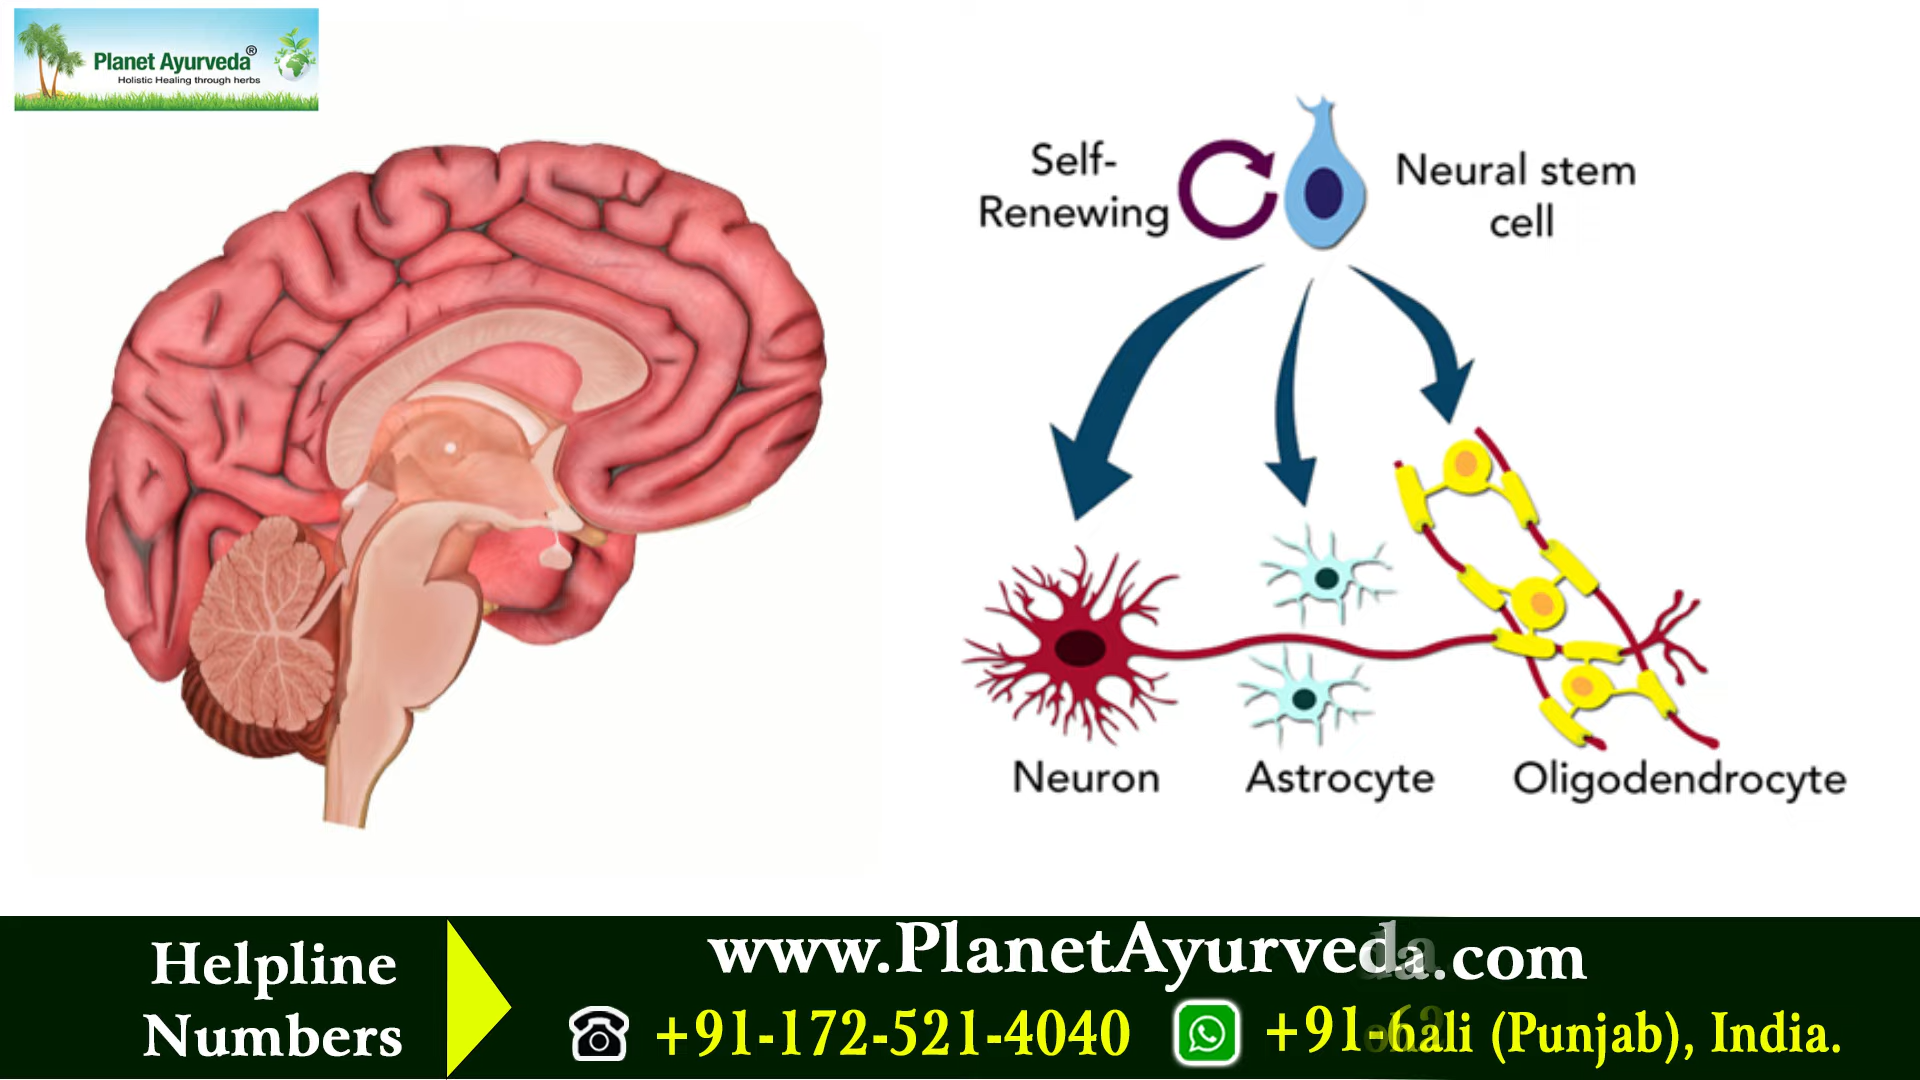 Planet Ayurveda®
Holistic Healing through herbs
Self-
Renewing
Neural stem
cell
Neuron
Astrocyte
Oligodendrocyte
Helpline
Numbers
www.PlanetAyurveda.com
+91-172-521-4040
+91- (Punjab), India.